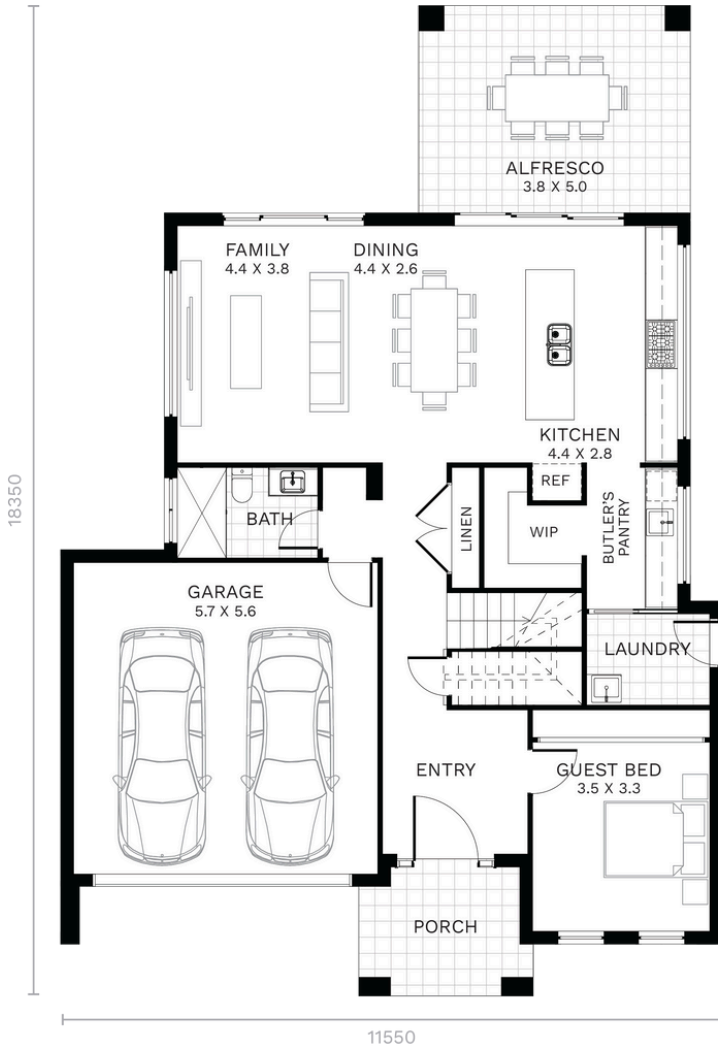 ALFRESCO
3.8 X 5.0
FAMILY
4.4 X 3.8
DINING
4.4 X 2.6
KITCHEN
4.4 X 2.8
REF
BATH
LINEN
WIP
BUTLER'S
PANTRY
18350
GARAGE
5.7 X 5.6
LAUNDRY
ENTRY
GUEST BED
3.5 X 3.3
PORCH
11550